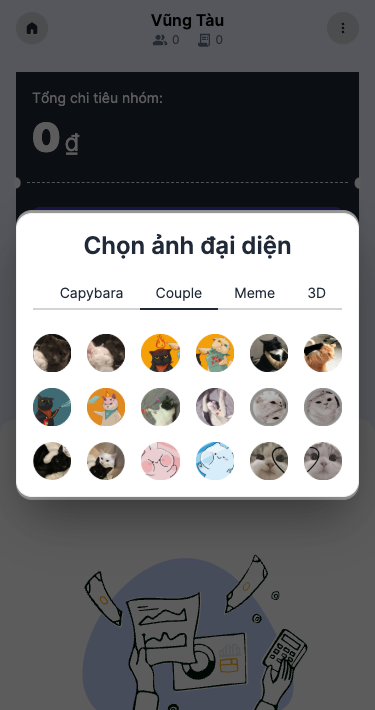 Vũng Tàu
0 0
Tổng chi tiêu nhóm:
0 ₫
Chọn ảnh đại diện
Capybara Couple Meme 3D